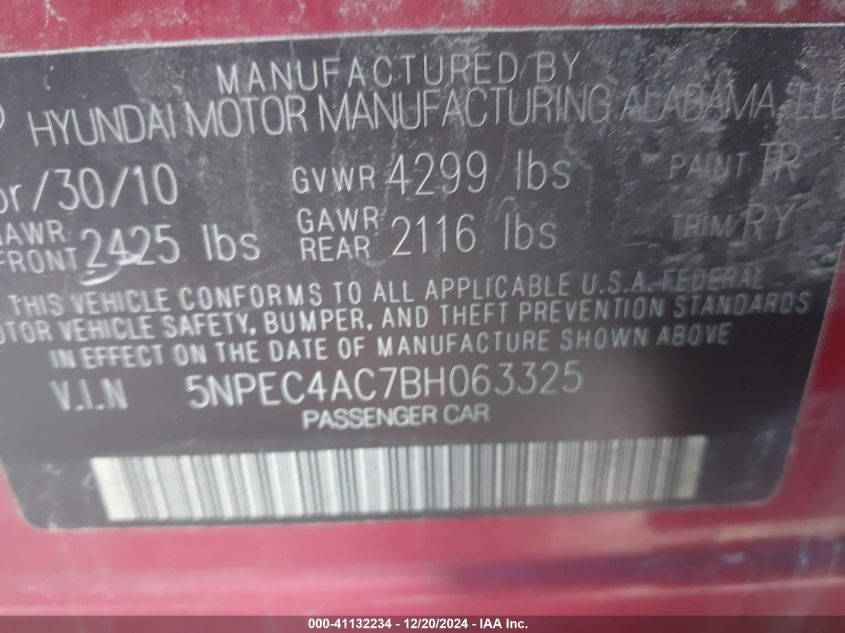 MANUFACTURED BY
HYUNDAI MOTOR MANUFACTURING ALABAMA, LLC
pr/30/10 GVWR 4299 lbs PAINT TR
GAWR FRONT 2425 lbs GAWR REAR 2116 lbs TRIM RY
THIS VEHICLE CONFORMS TO ALL APPLICABLE U.S.A. FEDERAL
MOTOR VEHICLE SAFETY, BUMPER, AND THEFT PREVENTION STANDARDS
IN EFFECT ON THE DATE OF MANUFACTURE SHOWN ABOVE
V.I.N 5NPEC4AC7BH063325
PASSENGER CAR
000-41132234 - 12/20/2024 - IAA Inc.